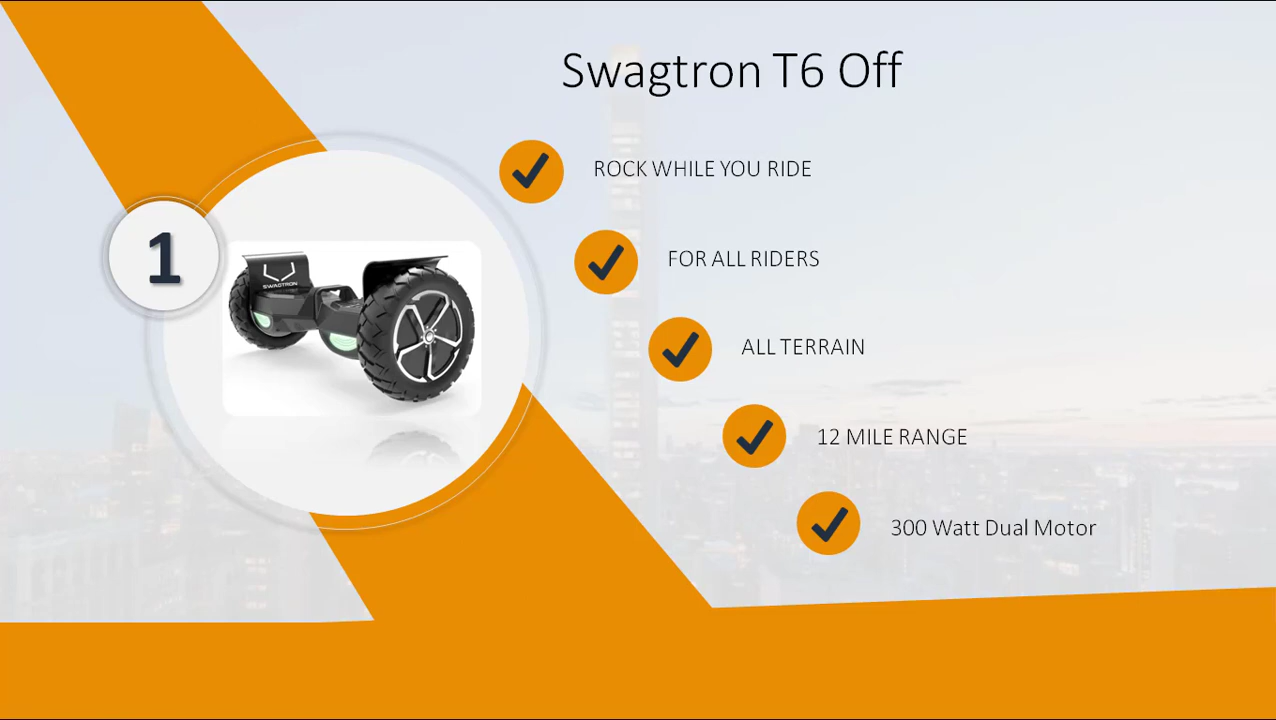 Swagtron T6 Off
ROCK WHILE YOU RIDE
1
FOR ALL RIDERS
SWAGTRON
ALL TERRAIN
12 MILE RANGE
300 Watt Dual Motor